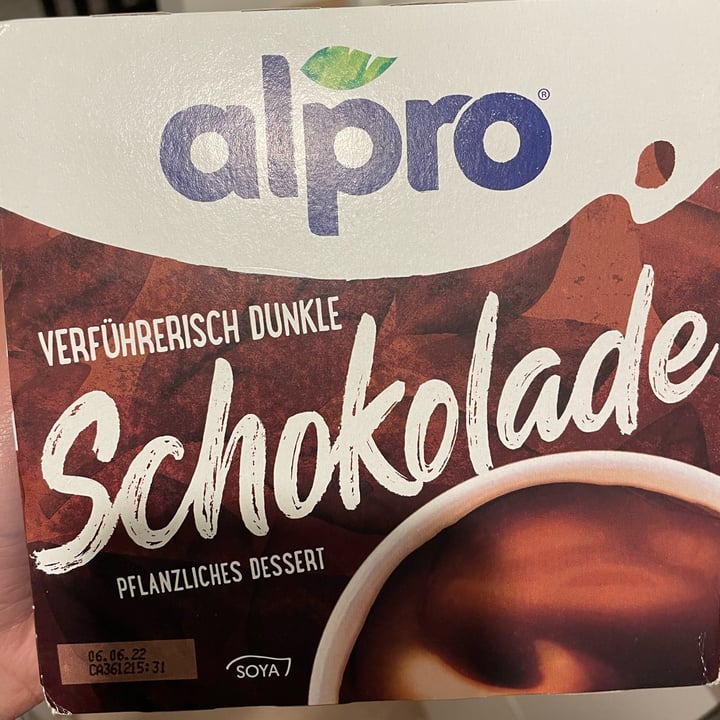 alpro®
VERFÜHRERISCH DUNKLE
Schokolade
PFLANZLICHES DESSERT
06.06.22
CA361215:31
SOYA